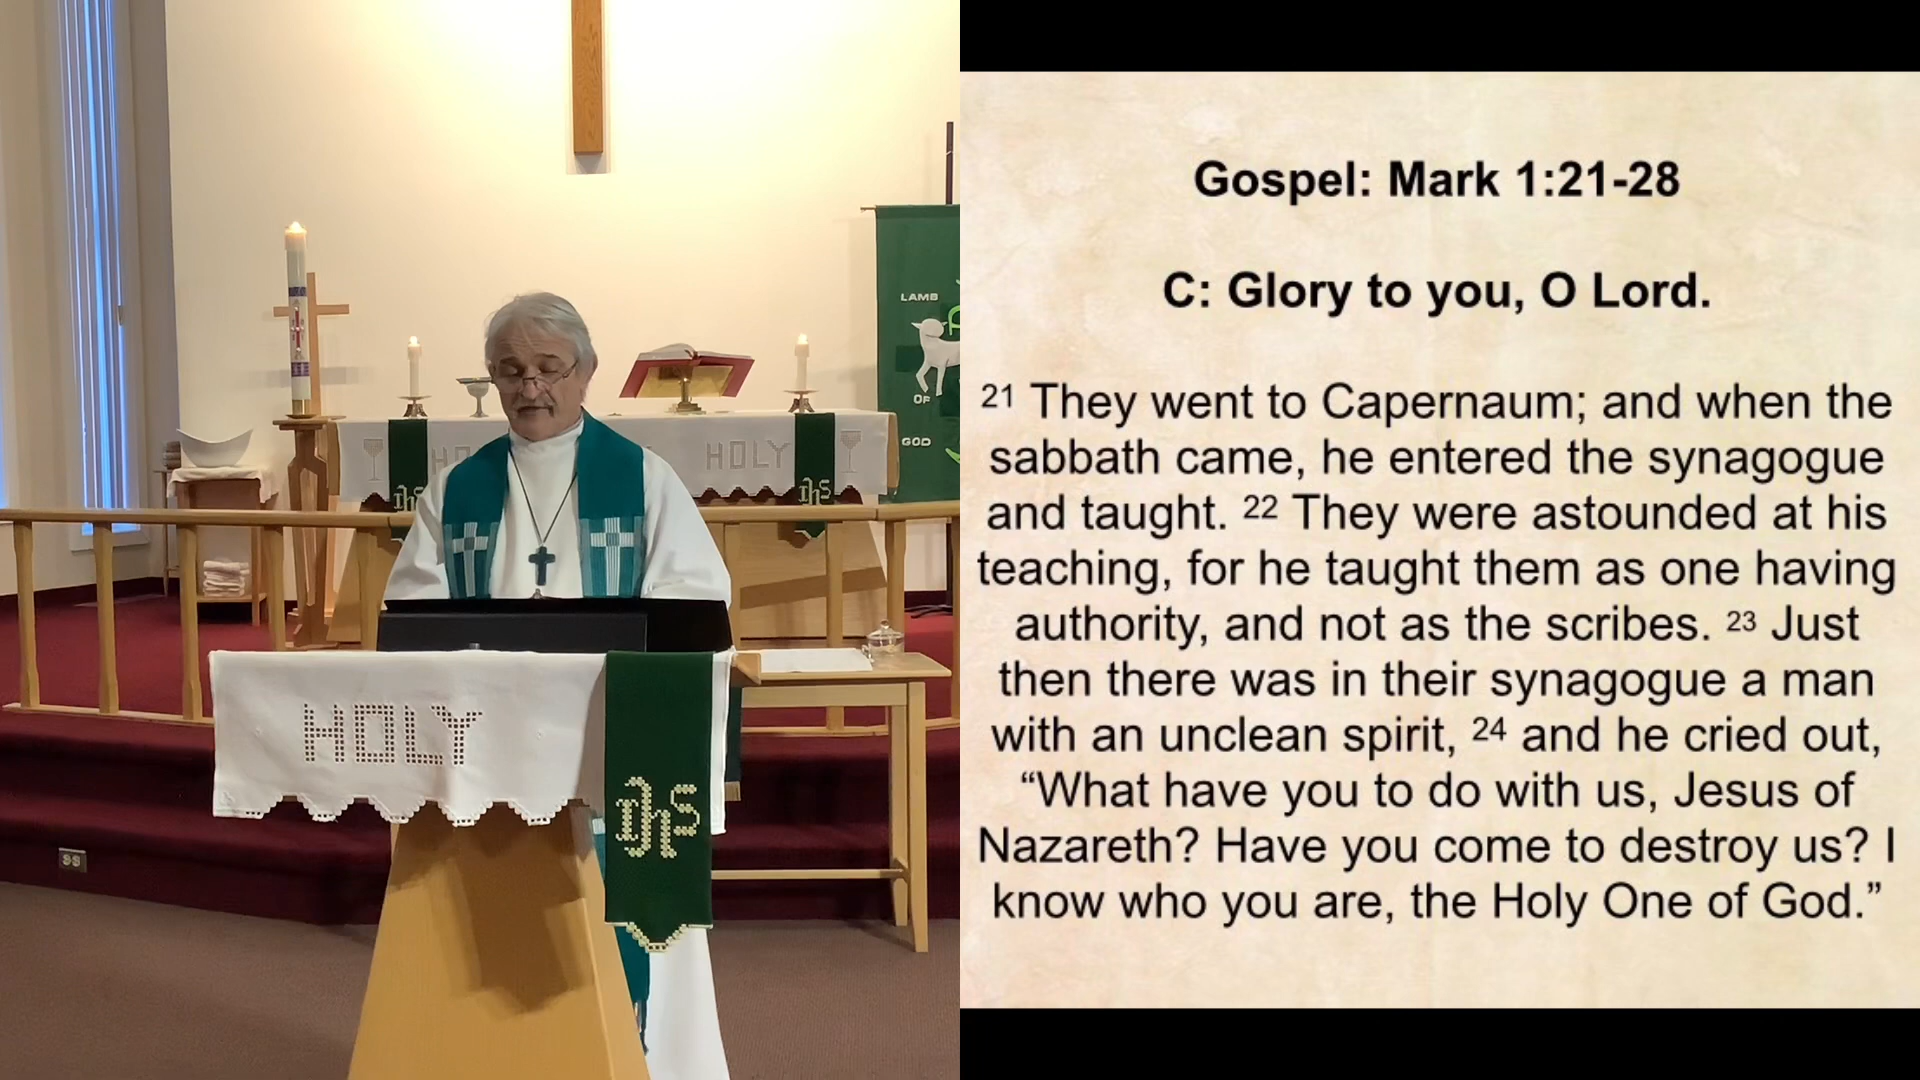 LAMB
OF
GOD
HOLY
ihs
ihs
HOLY
ihs
Gospel: Mark 1:21-28
C: Glory to you, O Lord.
21 They went to Capernaum; and when the
sabbath came, he entered the synagogue
and taught. 22 They were astounded at his
teaching, for he taught them as one having
authority, and not as the scribes. 23 Just
then there was in their synagogue a man
with an unclean spirit, 24 and he cried out,
“What have you to do with us, Jesus of
Nazareth? Have you come to destroy us? I
know who you are, the Holy One of God.”